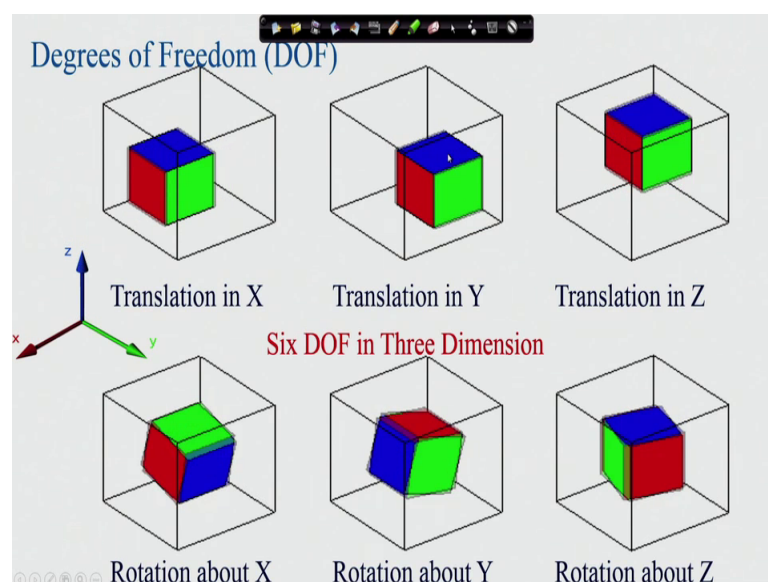 Degrees of Freedom (DOF)
Translation in X
Translation in Y
Translation in Z
z
x
y
Six DOF in Three Dimension
Rotation about X
Rotation about Y
Rotation about Z